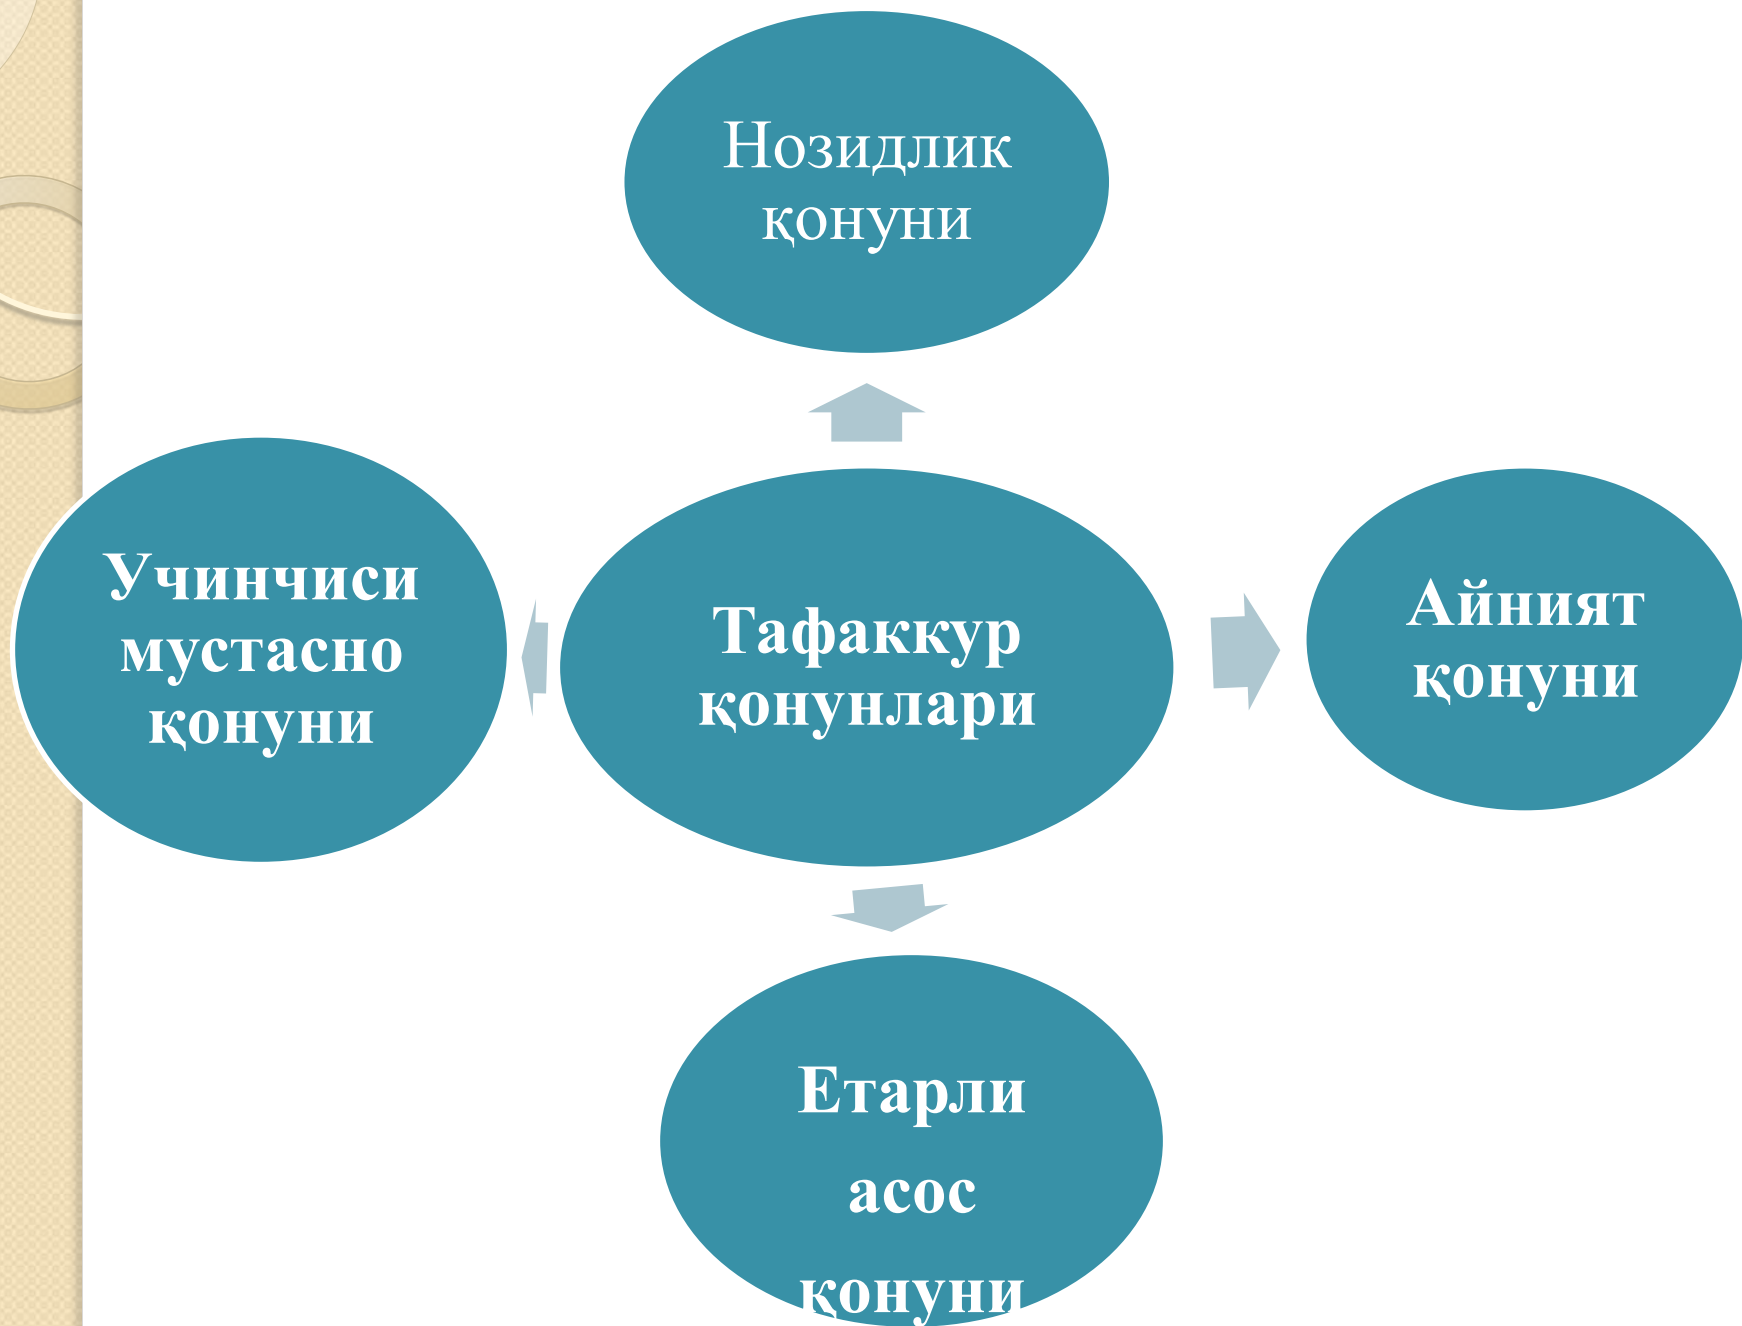 Нозидлик
қонуни
Учинчиси
мустасно
қонуни
Тафаккур
қонунлари
Айният
қонуни
Етарли
асос
қонуни